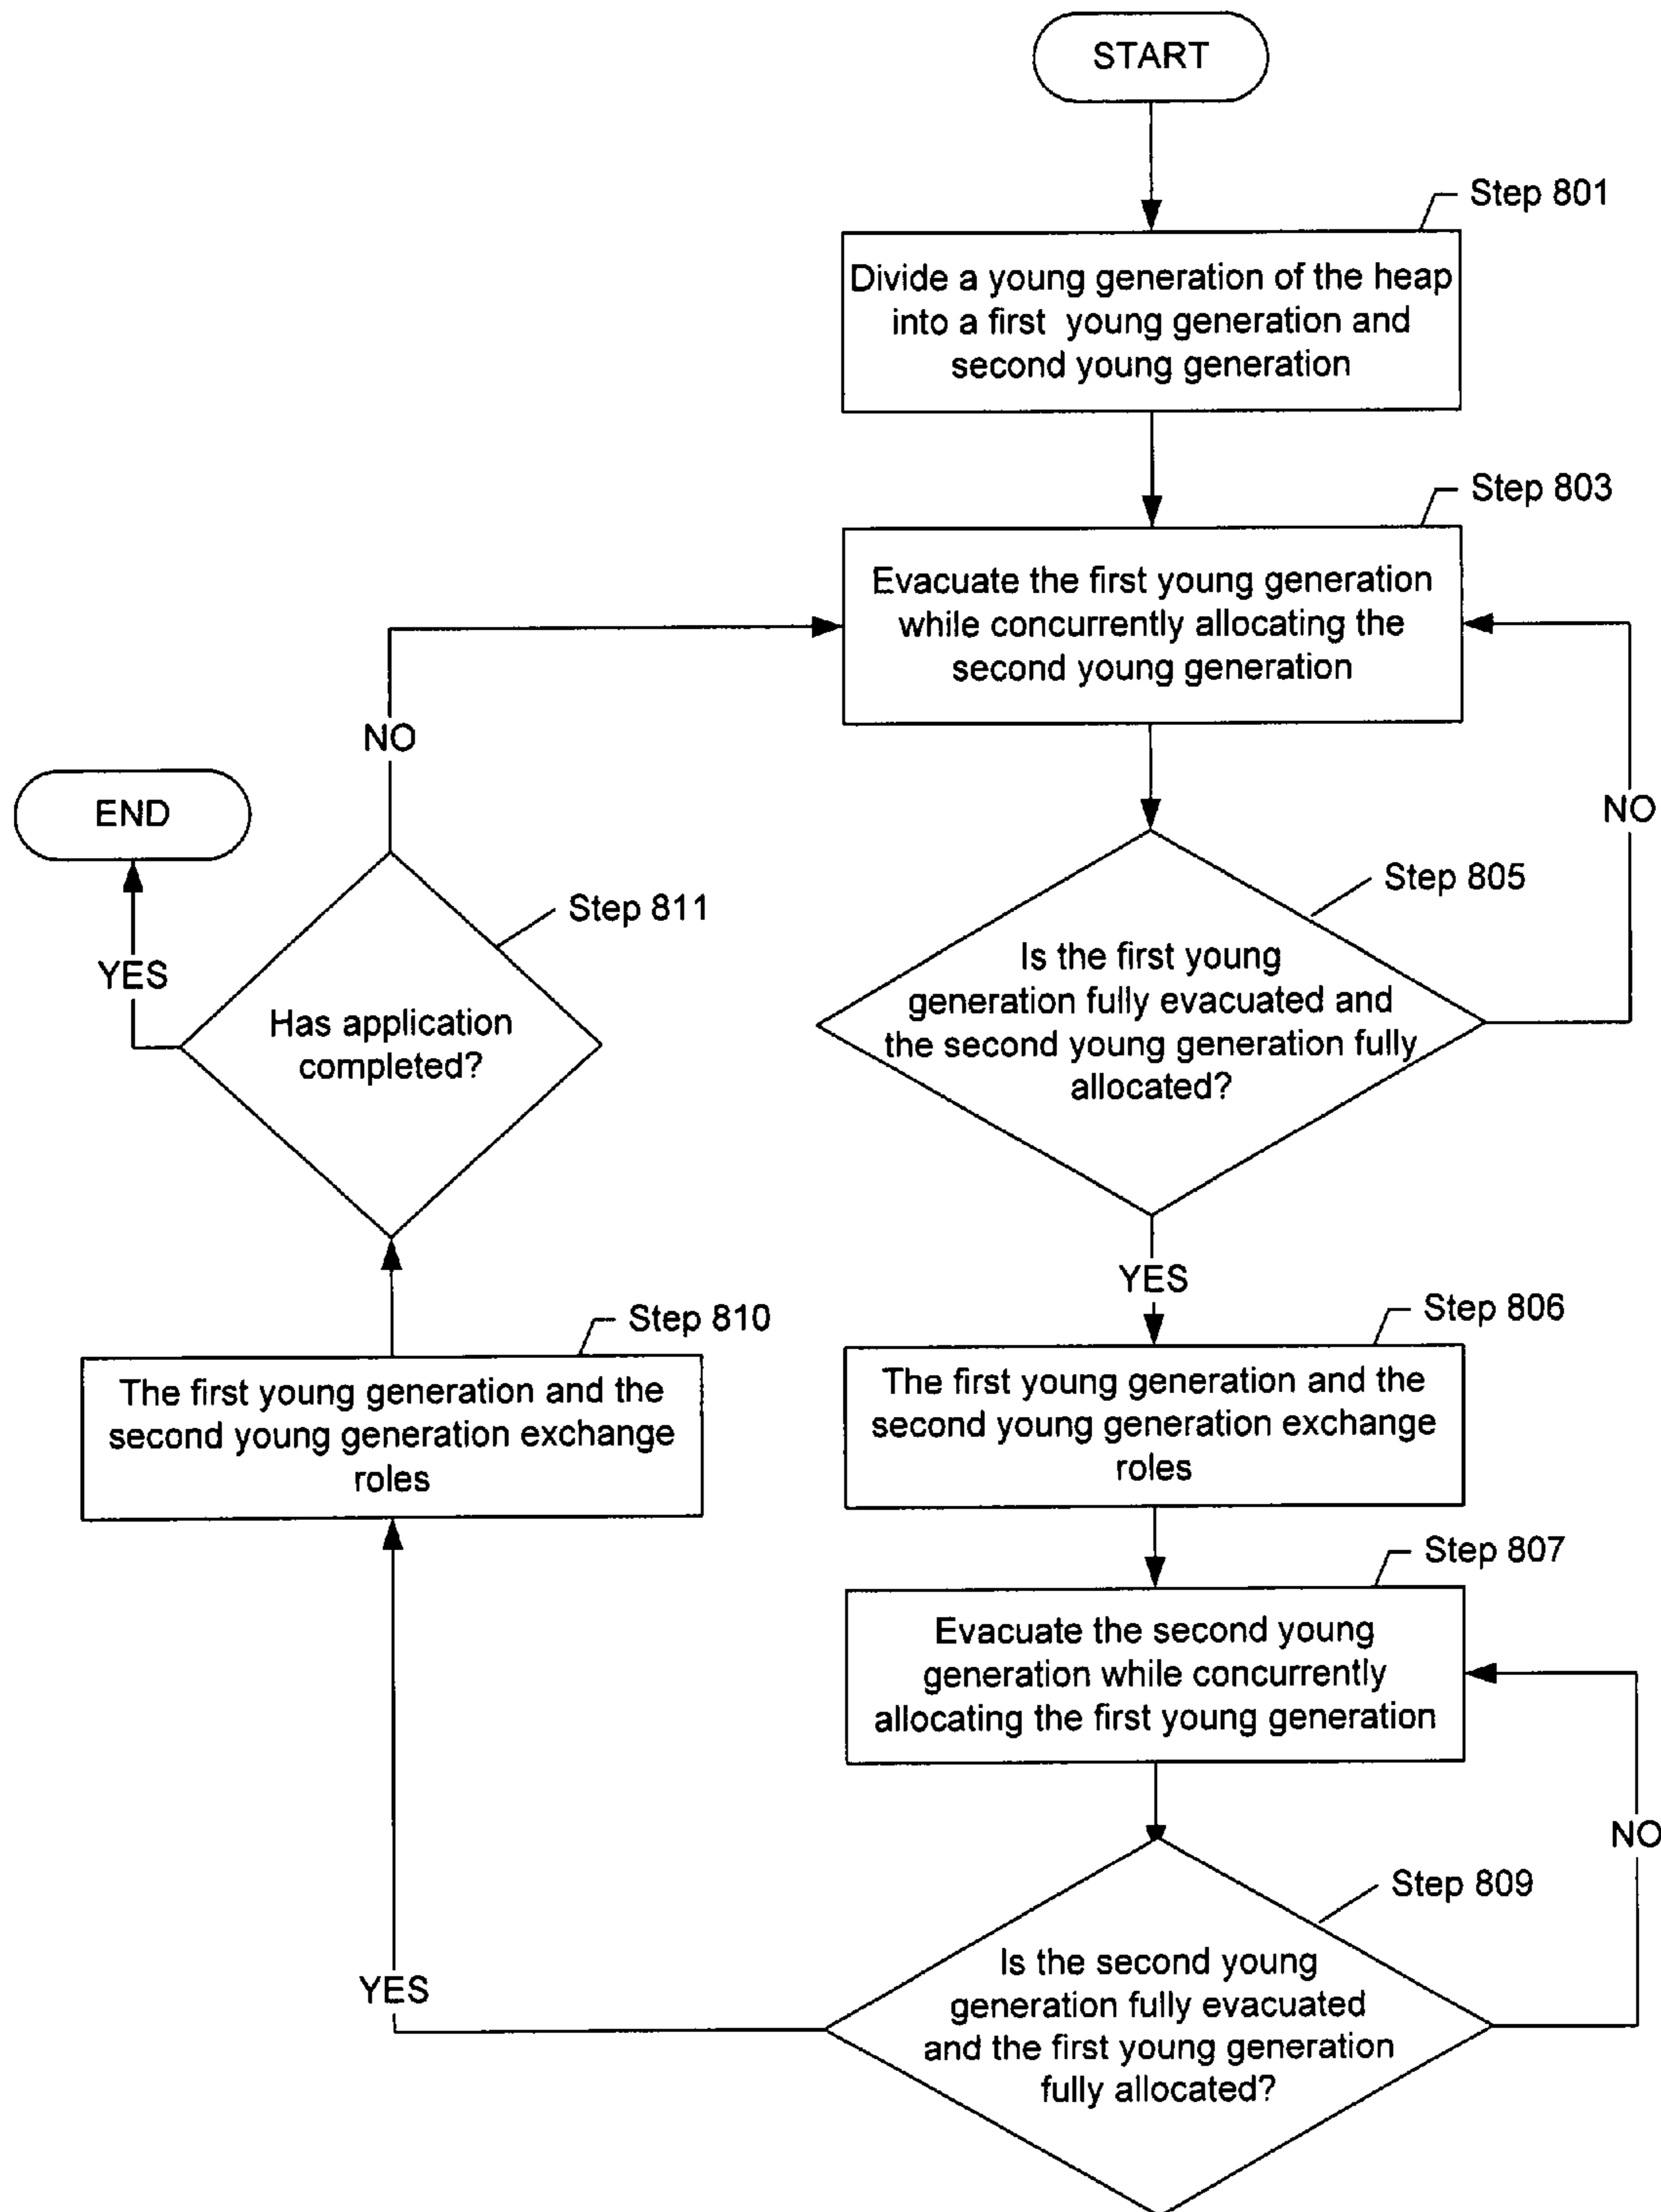 START
Step 801
Divide a young generation of the heap
into a first young generation and
second young generation
Step 803
Evacuate the first young generation
while concurrently allocating the
second young generation
NO
NO
END
Step 805
Step 811
YES
Is the first young
generation fully evacuated and
the second young generation fully
allocated?
Has application
completed?
YES
Step 806
Step 810
The first young generation and the
second young generation exchange
roles
The first young generation and the
second young generation exchange
roles
Step 807
Evacuate the second young
generation while concurrently
allocating the first young generation
NO
Step 809
YES
Is the second young
generation fully evacuated
and the first young generation
fully allocated?